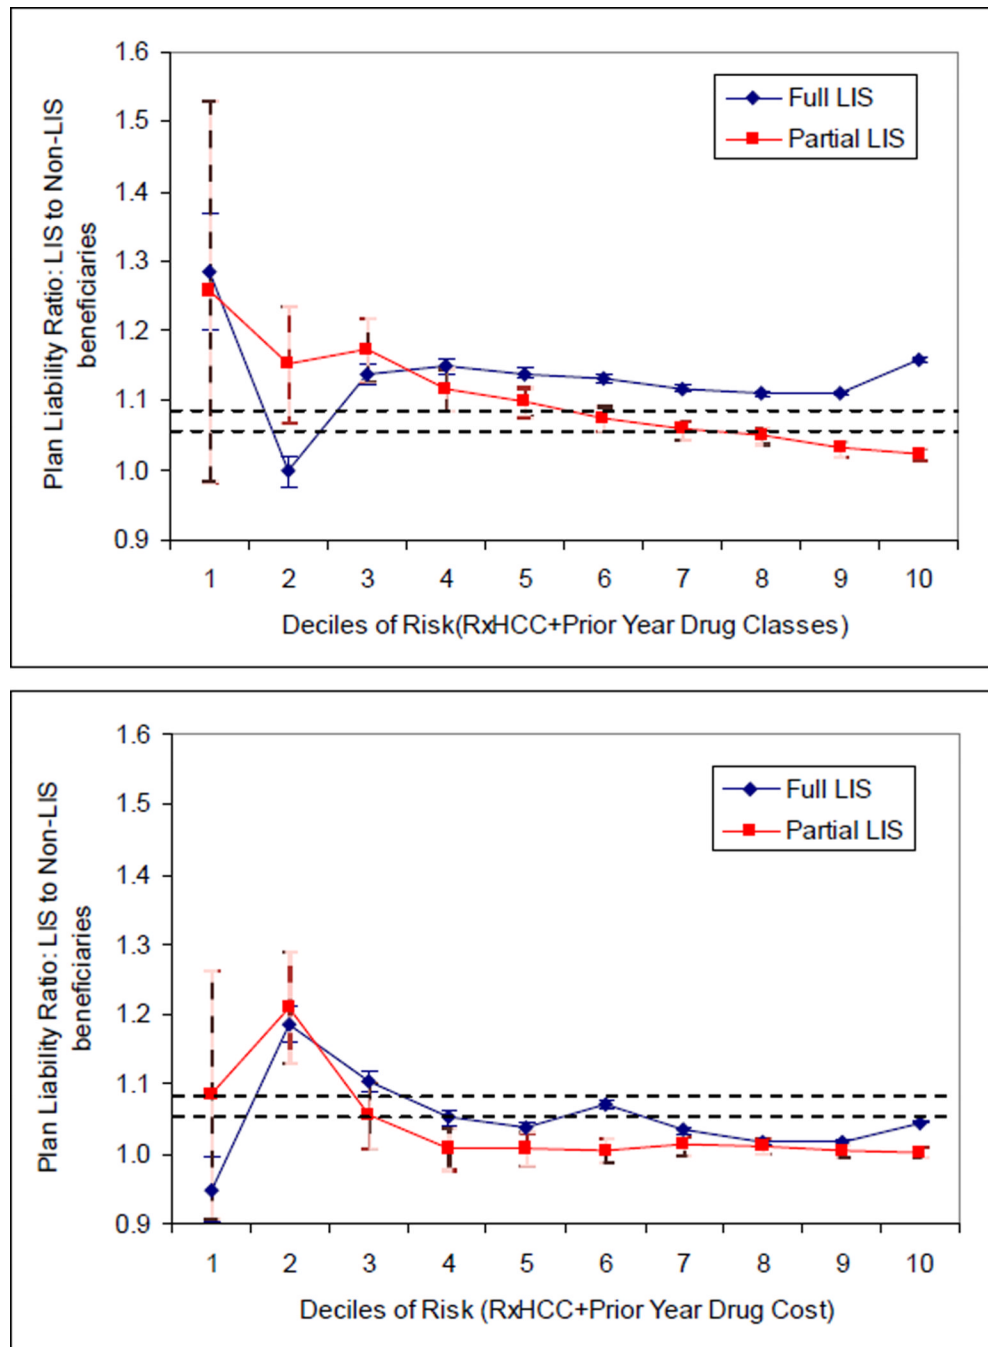 Plan Liability Ratio: LIS to Non-LIS
beneficiaries
1.6
1.5
1.4
1.3
1.2
1.1
1.0
0.9
Full LIS
Partial LIS
1 2 3 4 5 6 7 8 9 10
Deciles of Risk(RxHCC+Prior Year Drug Classes)
Plan Liability Ratio: LIS to Non-LIS
beneficiaries
1.6
1.5
1.4
1.3
1.2
1.1
1.0
0.9
Full LIS
Partial LIS
1 2 3 4 5 6 7 8 9 10
Deciles of Risk (RxHCC+Prior Year Drug Cost)